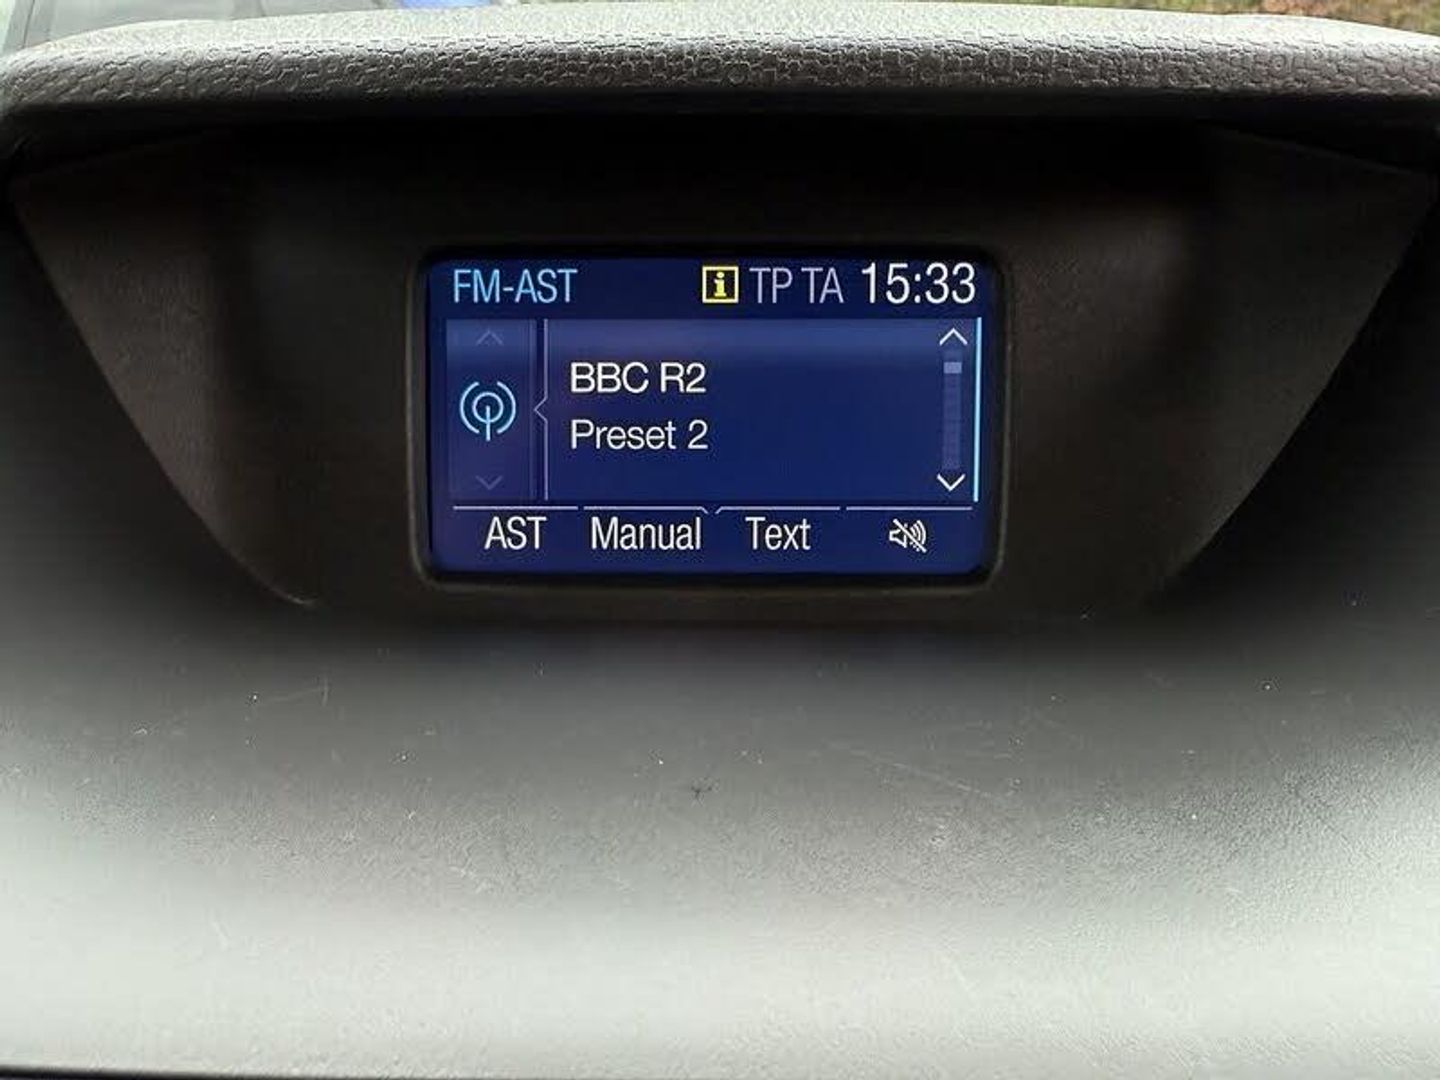 FM-AST i TP TA 15:33
BBC R2
Preset 2
AST Manual Text